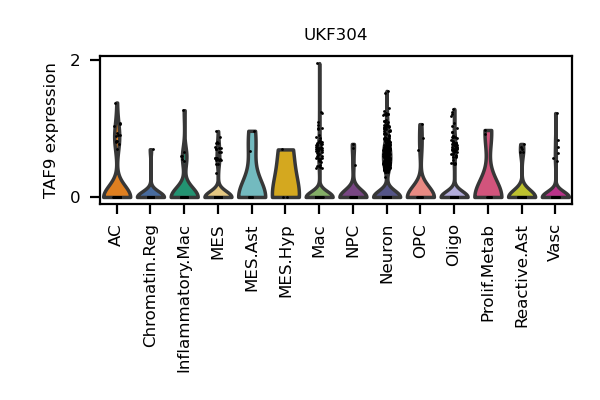 UKF304
TAF9 expression
2
0
AC
Chromatin.Reg
Inflammatory.Mac
MES
MES.Ast
MES.Hyp
Mac
NPC
Neuron
OPC
Oligo
Prolif.Metab
Reactive.Ast
Vasc